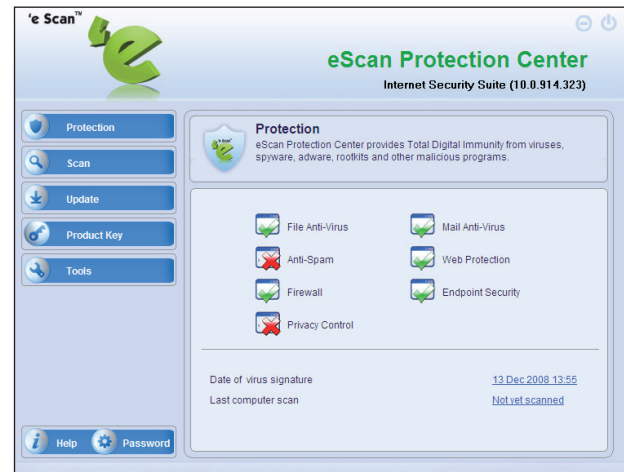 'e Scan™
eScan Protection Center
Internet Security Suite (10.0.914.323)
Protection
Scan
Update
Product Key
Tools
Help
Password
Protection
eScan Protection Center provides Total Digital Immunity from viruses,
spyware, adware, rootkits and other malicious programs.
File Anti-Virus
Mail Anti-Virus
Anti-Spam
Web Protection
Firewall
Endpoint Security
Privacy Control
Date of virus signature
13 Dec 2008 13:55
Last computer scan
Not yet scanned